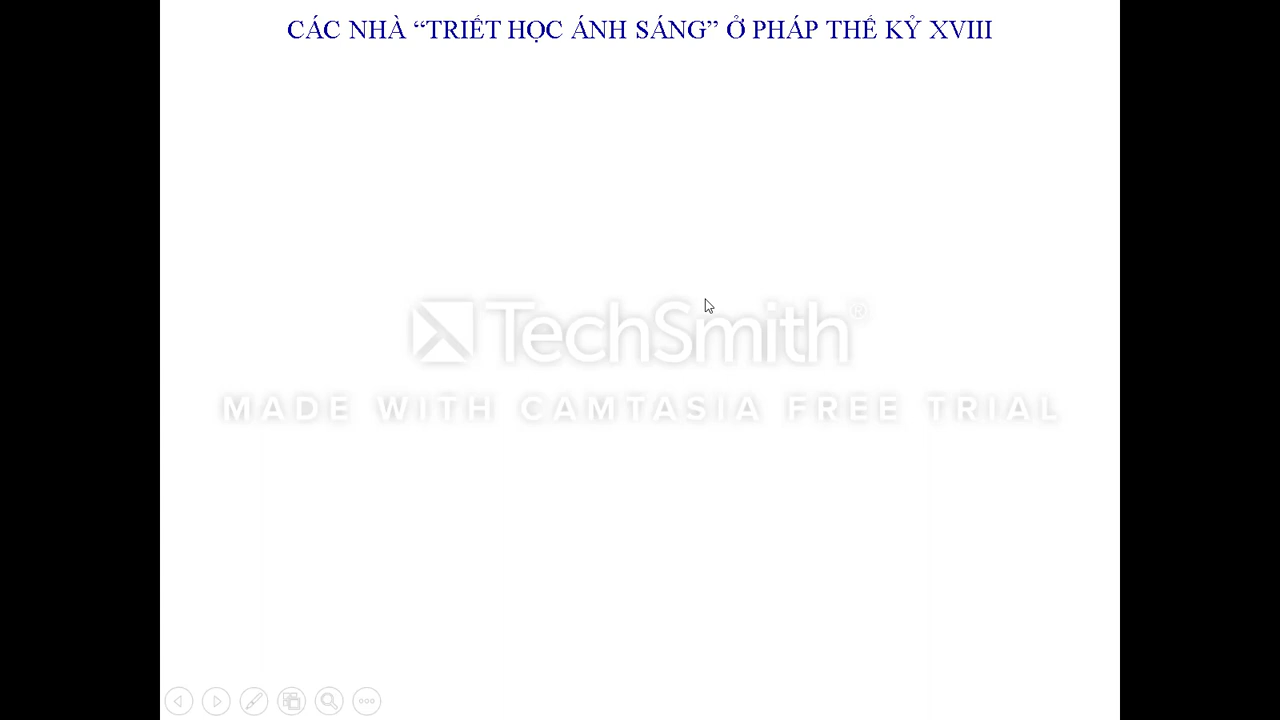 CÁC NHÀ “TRIẾT HỌC ÁNH SÁNG” Ở PHÁP THẾ KỶ XVIII
TechSmith®
MADE WITH CAMTASIA FREE TRIAL